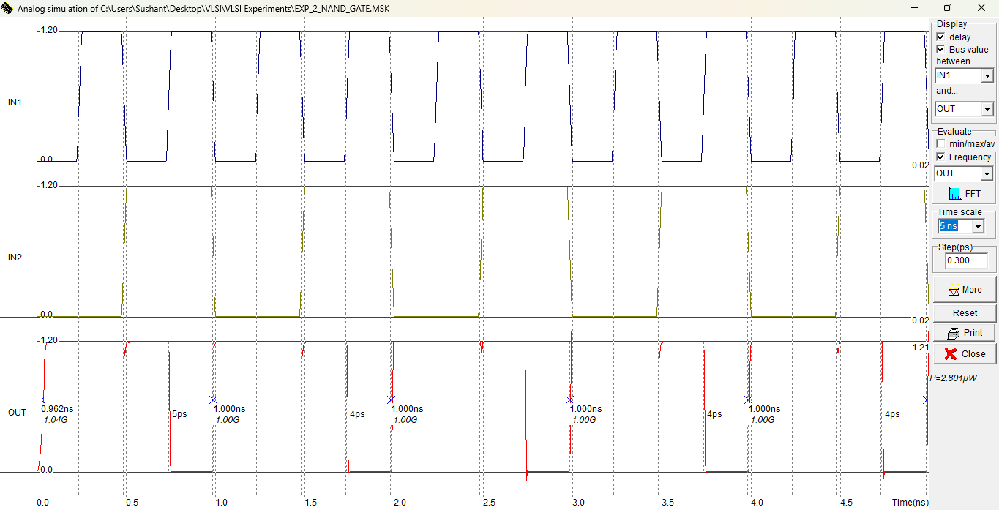 Analog simulation of C:\Users\Sushant\Desktop\VLSI\VLSI Experiments\EXP_2_NAND_GATE.MSK
Display
delay
Bus value
between...
IN1
and...
OUT
Evaluate
min/max/av
Frequency
OUT
FFT
Time scale
5 ns
Step(ps)
0.300
More
Reset
Print
Close
P=2.801µW
1.20
IN1
0.0
0.02
1.20
IN2
0.0
0.02
1.20
1.21
OUT
0.962ns 1.000ns 1.000ns 1.000ns 1.000ns
1.04G 5ps 1.00G 4ps 1.00G 1.00G 4ps 1.00G 4ps
0.0
0.0 0.5 1.0 1.5 2.0 2.5 3.0 3.5 4.0 4.5 Time(ns)